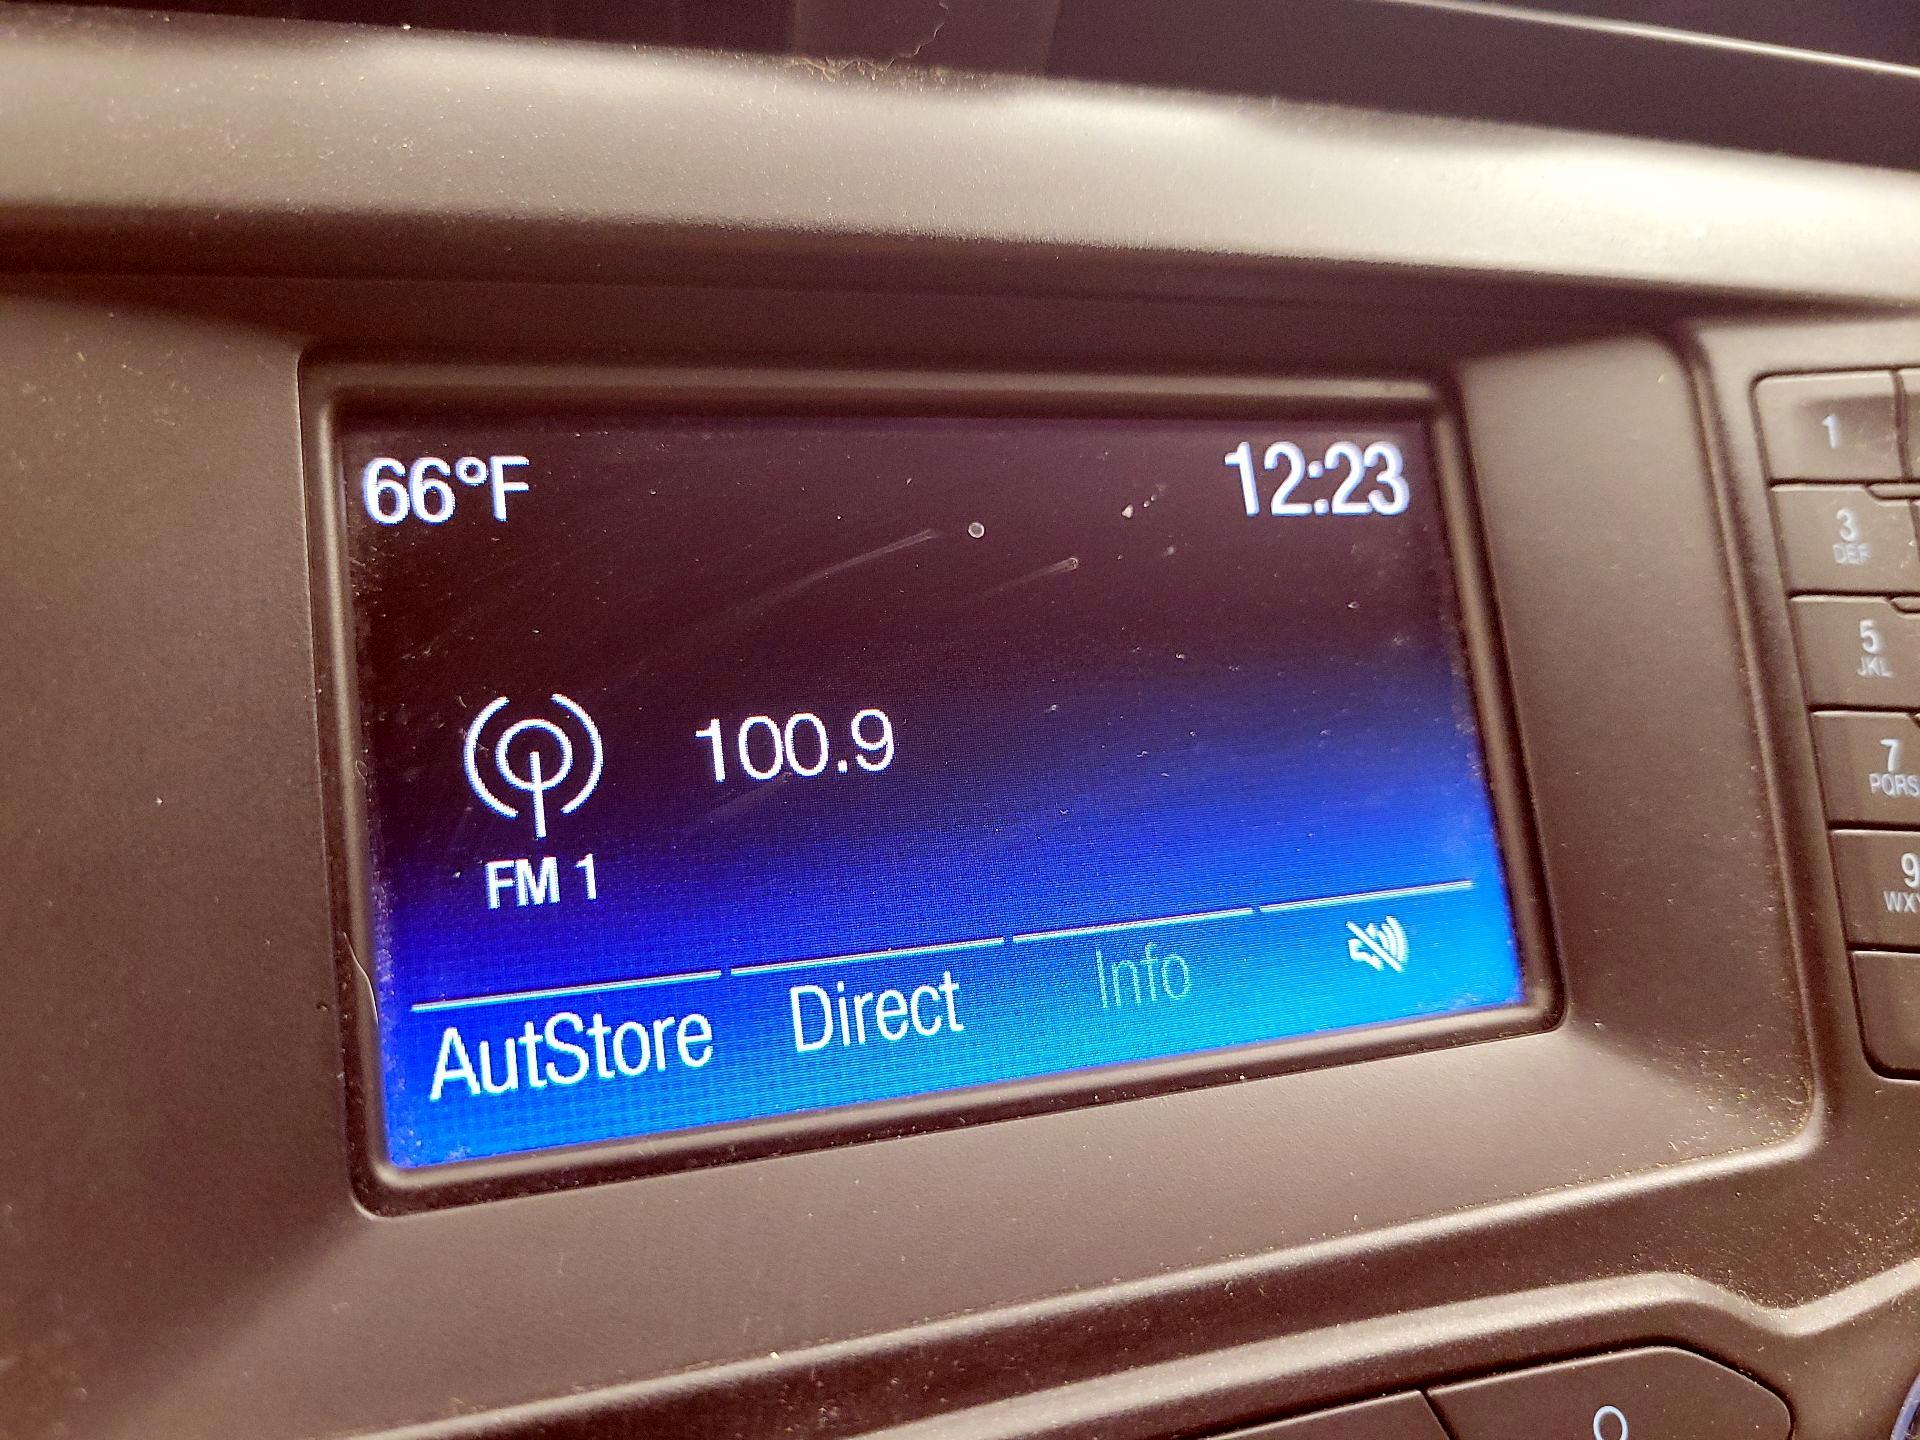 66°F 12:23
100.9
FM 1
AutStore Direct Info
1
3
DEF
5
JKL
7
PQRS
9